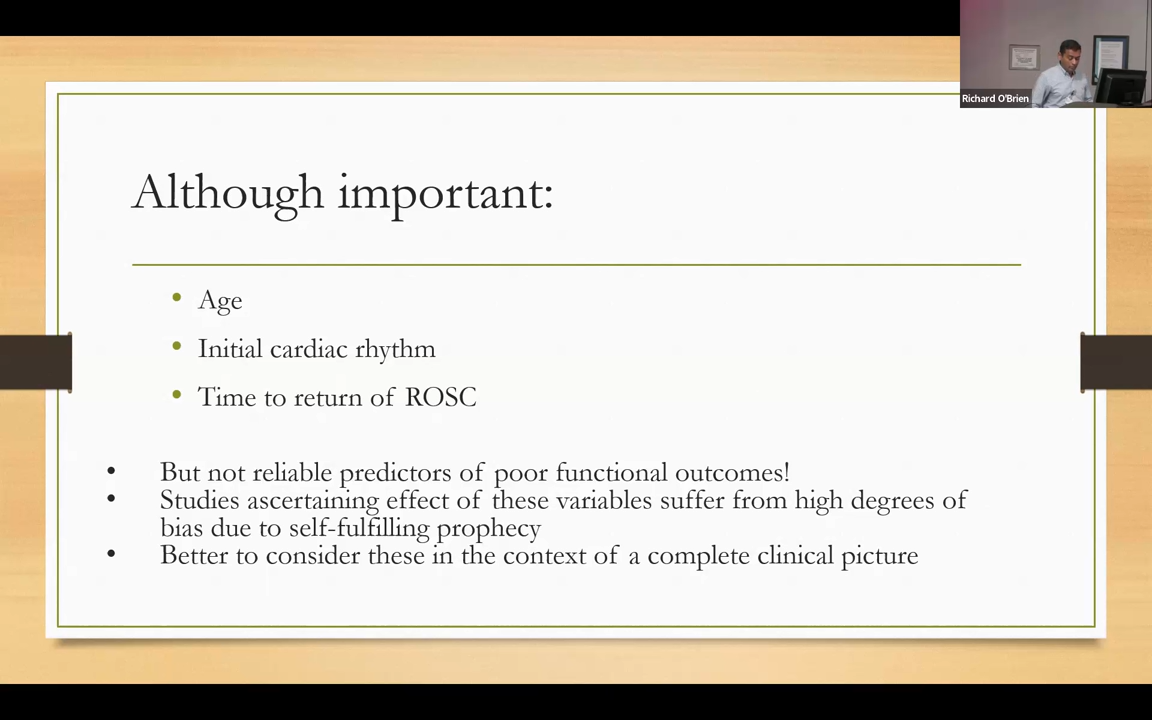 Richard O'Brien
Although important:
• Age
• Initial cardiac rhythm
• Time to return of ROSC
• But not reliable predictors of poor functional outcomes!
• Studies ascertaining effect of these variables suffer from high degrees of
bias due to self-fulfilling prophecy
• Better to consider these in the context of a complete clinical picture